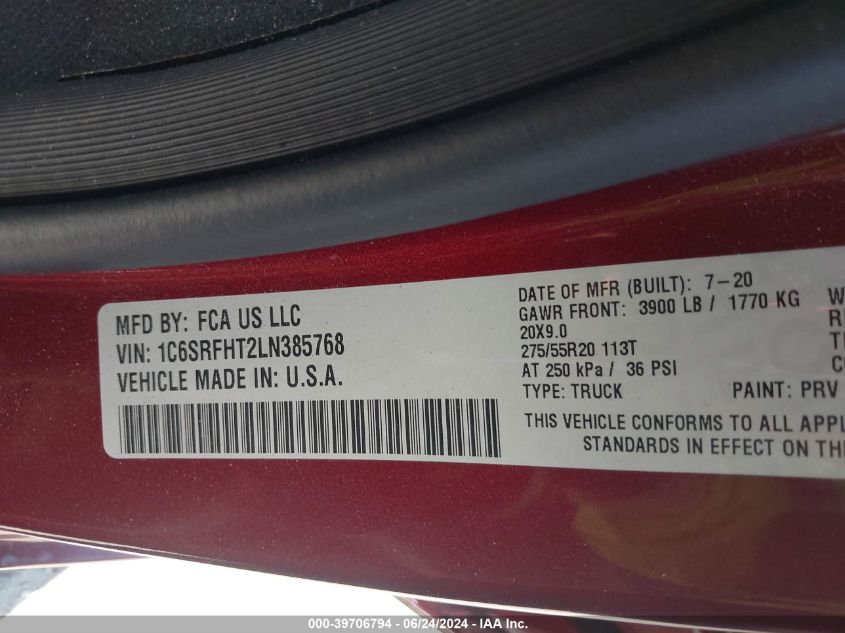 MFD BY: FCA US LLC
VIN: 1C6SRFHT2LN385768
VEHICLE MADE IN: U.S.A.
DATE OF MFR (BUILT): 7-20
GAWR FRONT: 3900 LB / 1770 KG
20X9.0
275/55R20 113T
AT 250 kPa / 36 PSI
TYPE: TRUCK PAINT: PRV
THIS VEHICLE CONFORMS TO ALL APPL
STANDARDS IN EFFECT ON THE
000-39706794 - 06/24/2024 - IAA Inc.